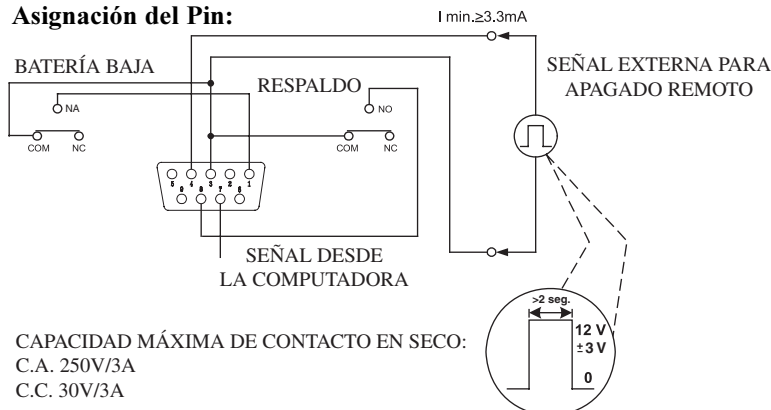 Asignación del Pin:
I min.≥3.3mA
BATERÍA BAJA
RESPALDO
SEÑAL EXTERNA PARA
APAGADO REMOTO
NA
NO
COM NC
COM NC
5 4 3 2 1
9 8 7 6
SEÑAL DESDE
LA COMPUTADORA
>2 seg.
12 V
±3 V
0
CAPACIDAD MÁXIMA DE CONTACTO EN SECO:
C.A. 250V/3A
C.C. 30V/3A